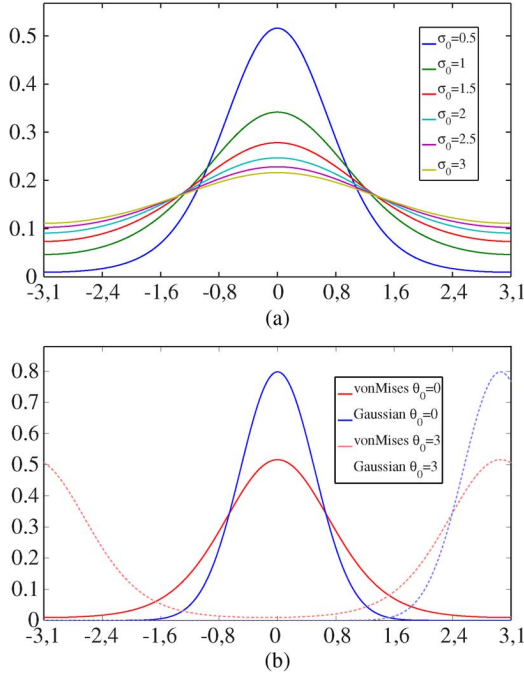 0.5
σ₀=0.5
σ₀=1
0.4
σ₀=1.5
σ₀=2
0.3
σ₀=2.5
σ₀=3
0.2
0.1
0
-3,1 -2,4 -1,6 -0,8 0 0,8 1,6 2,4 3,1
(a)
0.8
vonMises θ₀=0
0.7
Gaussian θ₀=0
0.6
vonMises θ₀=3
0.5
Gaussian θ₀=3
0.4
0.3
0.2
0.1
0
-3,1 -2,4 -1,6 -0,8 0 0,8 1,6 2,4 3,1
(b)